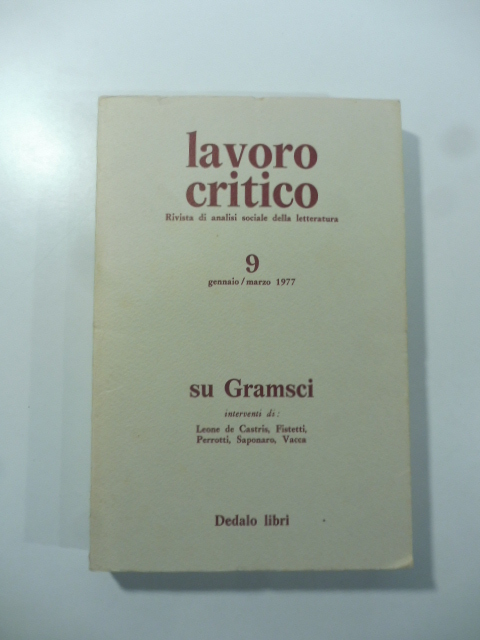 lavoro
critico
Rivista di analisi sociale della letteratura
9
gennaio / marzo 1977
su Gramsci
interventi di:
Leone de Castris, Fistetti,
Perrotti, Saponaro, Vacca
Dedalo libri